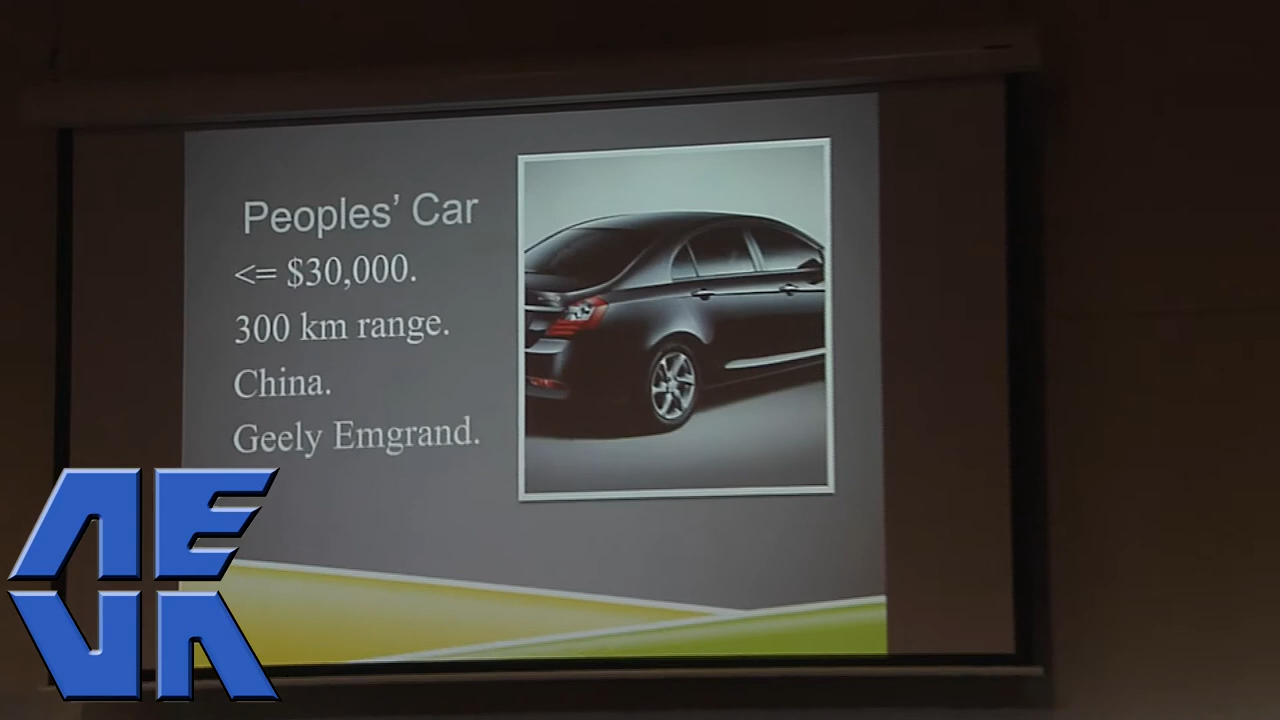 Peoples’ Car
<= $30,000.
300 km range.
China.
Geely Emgrand.
AEVA